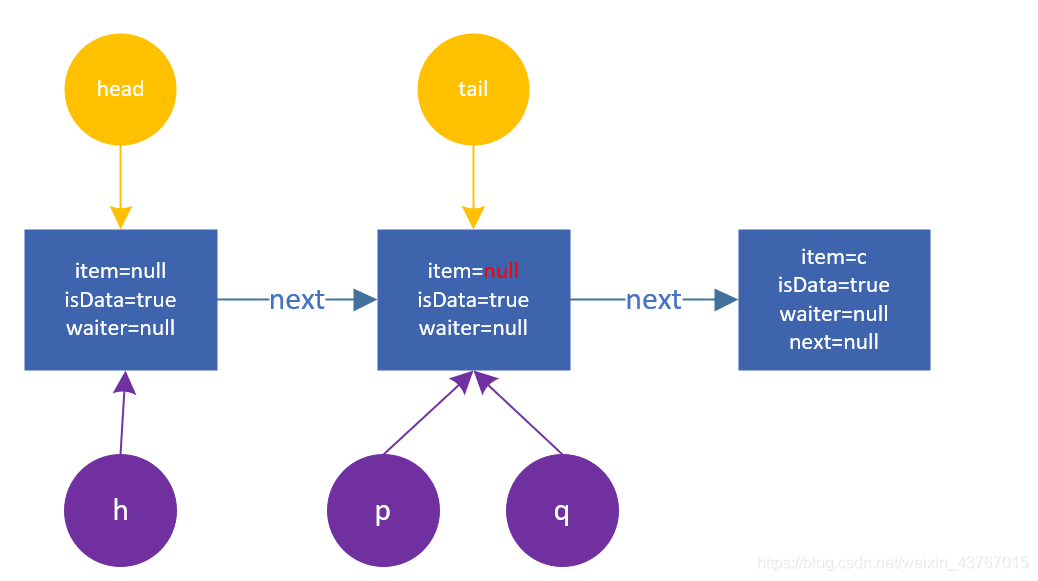 head
tail
item=null
isData=true
waiter=null
next
item=null
isData=true
waiter=null
next
item=c
isData=true
waiter=null
next=null
h
p
q
https://blog.csdn.net/weixin_43767015